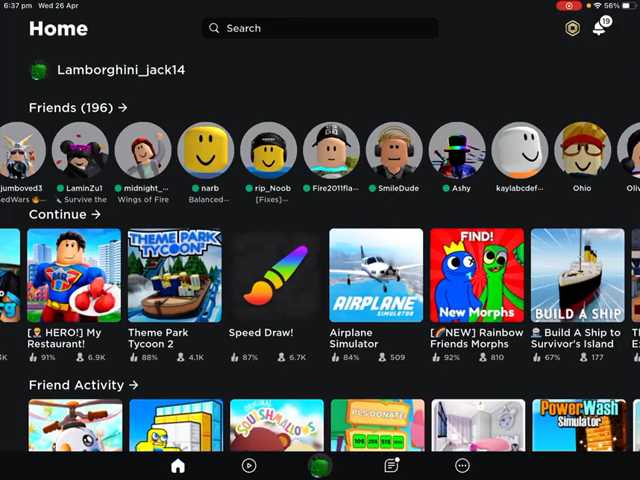 6:37 pm Wed 26 Apr
56%
Home
Search
19
Lamborghini_jack14
Friends (196) →
jumboved3 LaminZu1 midnight_... narb rip_Noob Fire2011fla... SmileDude Ashy kaylabcdef... Ohio
edWars Survive the Wings of Fire Balanced... [Fixes]...
Continue →
THEME PARK TYCOON 2
AIRPLANE SIMULATOR
FIND! New Morphs
BUILD A SHIP
[HERO!] My Restaurant!
91% 6.9K
Theme Park Tycoon 2
88% 4.1K
Speed Draw!
87% 6.7K
Airplane Simulator
84% 509
[NEW] Rainbow Friends Morphs
92% 810
Build A Ship to Survivor's Island
67% 177
Friend Activity →
ORIGINAL SQUISHMALLOWS
PLS DONATE!
PowerWash Simulator